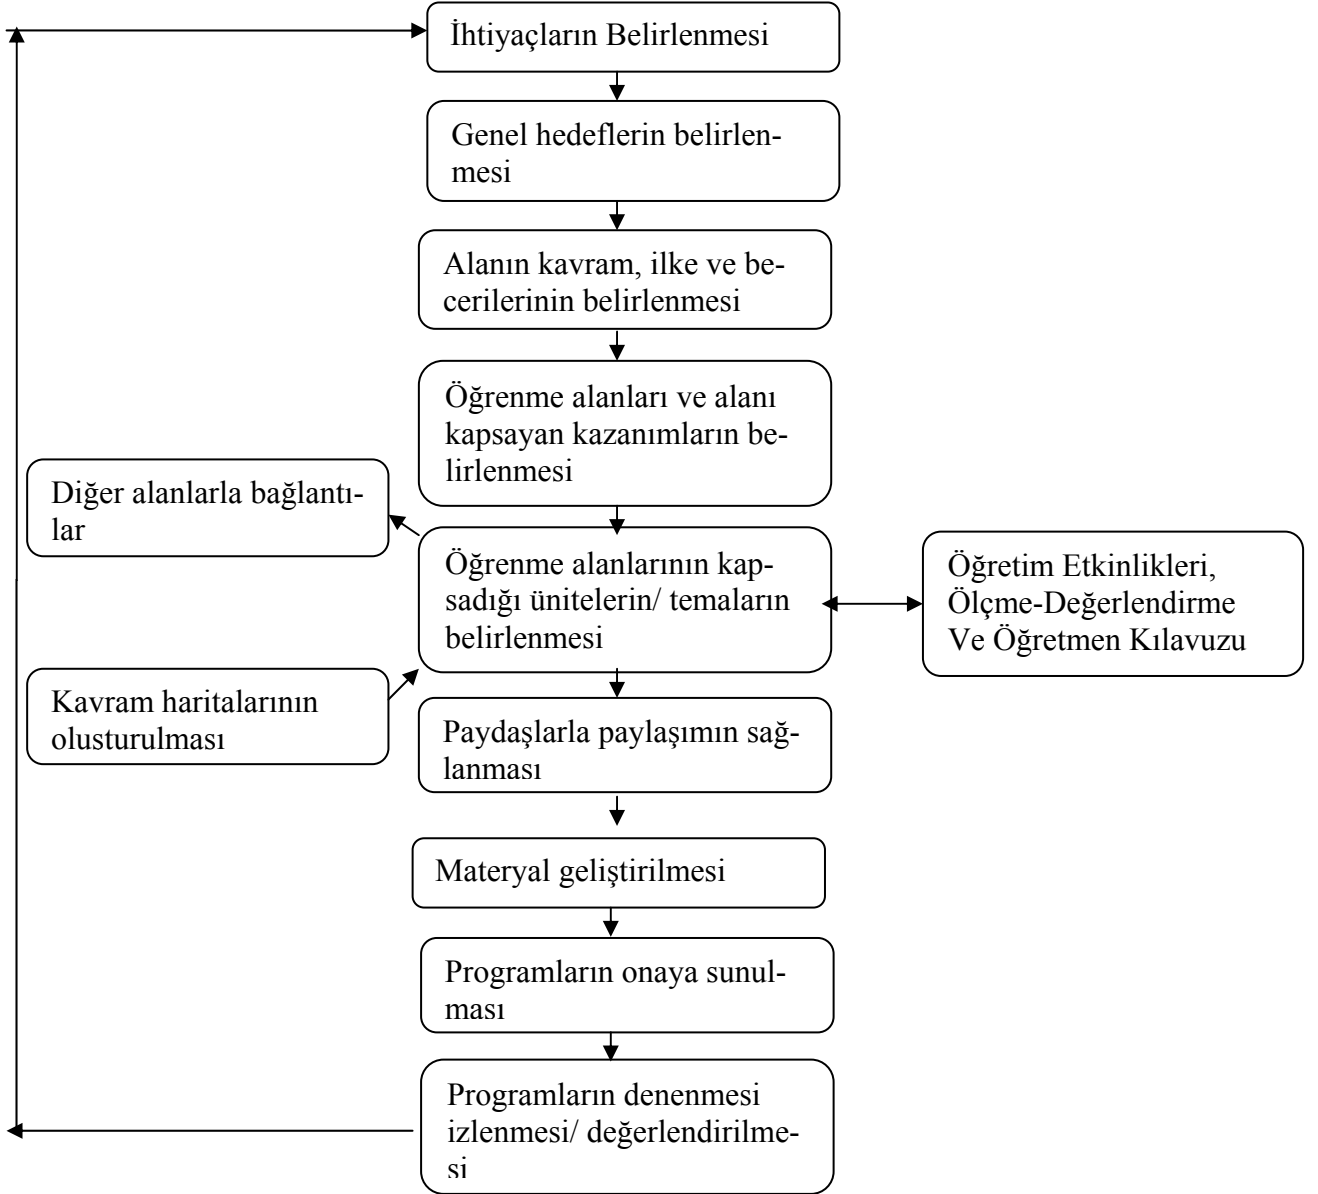 İhtiyaçların Belirlenmesi
Genel hedeflerin belirlen-
mesi
Alanın kavram, ilke ve be-
cerilerinin belirlenmesi
Öğrenme alanları ve alanı
kapsayan kazanımların be-
lirlenmesi
Diğer alanlarla bağlantı-
lar
Öğrenme alanlarının kap-
sadığı ünitelerin/ temaların
belirlenmesi
Öğretim Etkinlikleri,
Ölçme-Değerlendirme
Ve Öğretmen Kılavuzu
Kavram haritalarının
olusturulması
Paydaşlarla paylaşımın sağ-
lanması
Materyal geliştirilmesi
Programların onaya sunul-
ması
Programların denenmesi
izlenmesi/ değerlendirilme-
si